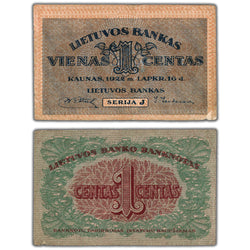 LIETUVOS BANKAS
VIENAS 1 CENTAS
KAUNAS, 1922 m. LAPKR. 16 d.
LIETUVOS BANKAS
SERIJA J
LIETUVOS BANKO BANKNOTAS
CENTAS 1 CENTAS